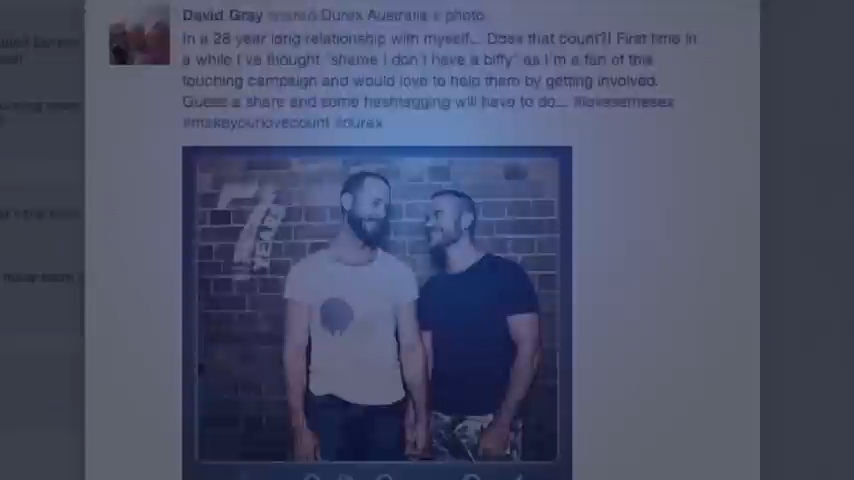 David Gray shared Durex Australia's photo.
In a 28 year long relationship with myself... Does that count?! First time in
a while I've thought "shame I don't have a biffy" as I'm a fan of this
touching campaign and would love to help them by getting involved.
Guess a share and some hashtagging will have to do... #lovesamesex
#makeyourlovecount #durex
7
YEARS